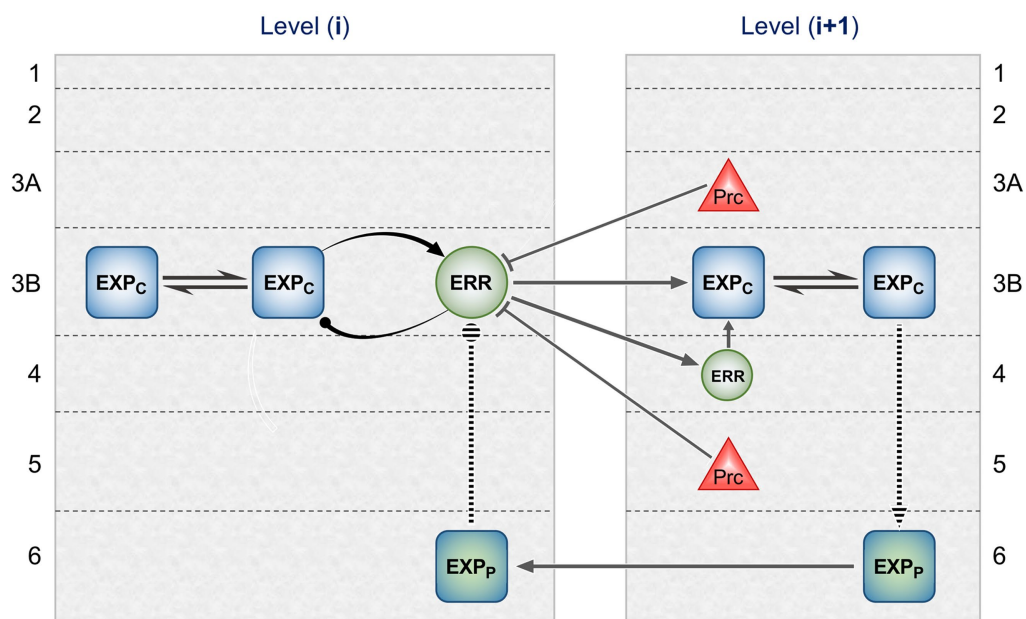 Level (i) Level (i+1)
1 1
2 2
3A Prc 3A
3B EXPC EXPC ERR EXPC EXPC 3B
4 ERR 4
5 Prc 5
6 EXPP EXPP 6